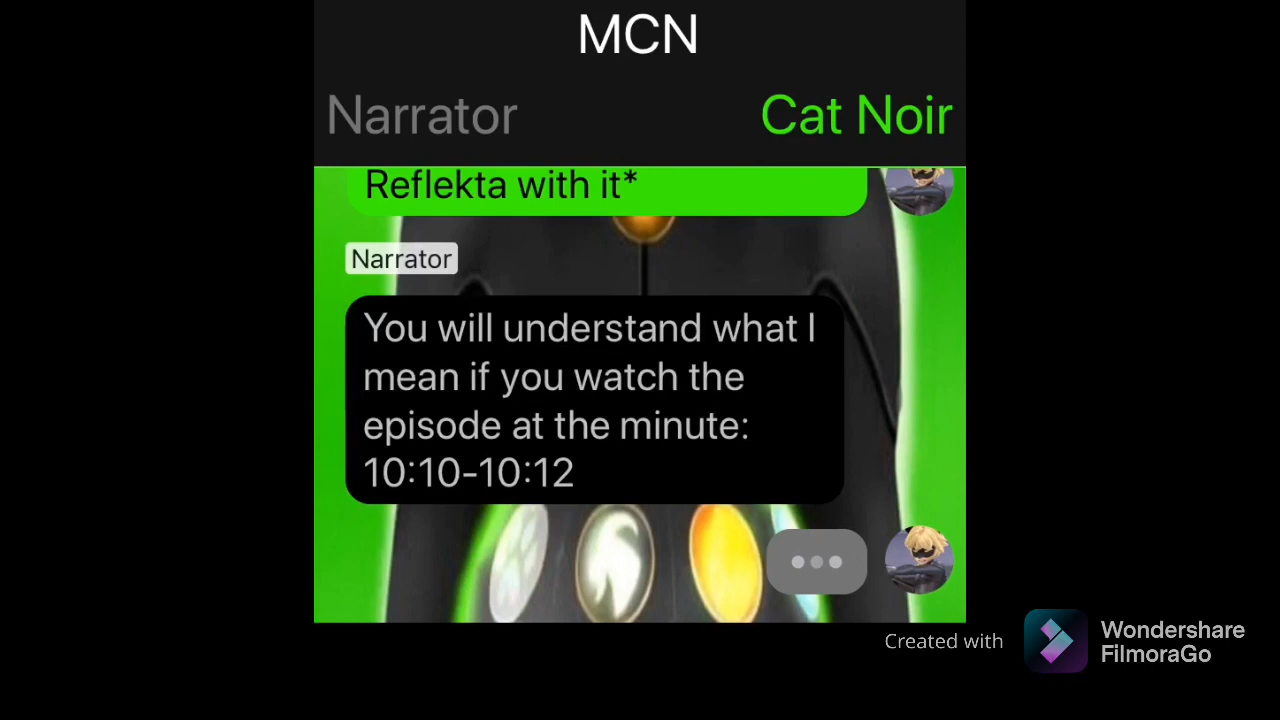 MCN
Narrator
Cat Noir
Reflekta with it*
Narrator
You will understand what I
mean if you watch the
episode at the minute:
10:10-10:12
Created with
Wondershare
FilmoraGo